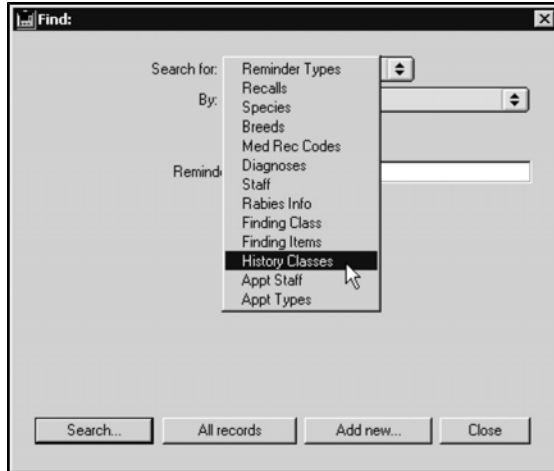 Find:
Search for:
By:
Reminder Types
Recalls
Species
Breeds
Med Rec Codes
Diagnoses
Staff
Rabies Info
Finding Class
Finding Items
History Classes
Appt Staff
Appt Types
Search...
All records
Add new...
Close